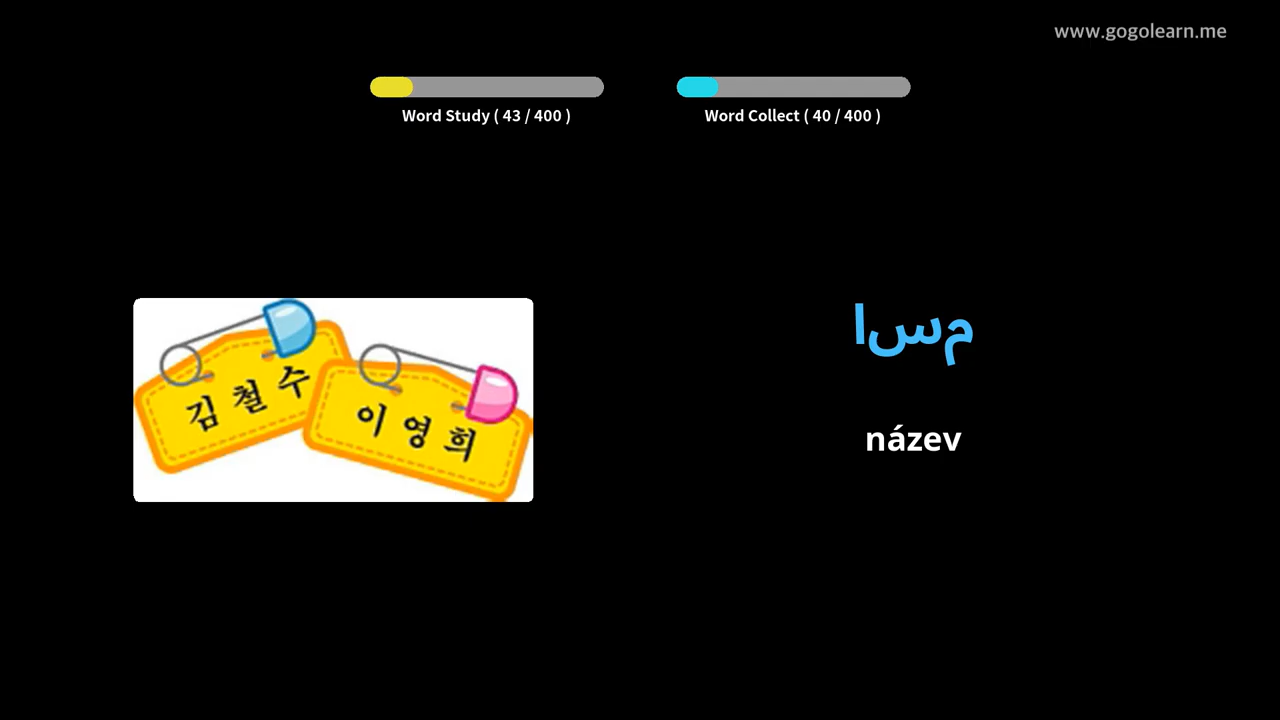 www.gogolearn.me
Word Study ( 43 / 400 )
Word Collect ( 40 / 400 )
김철수
이영희
اسم
název